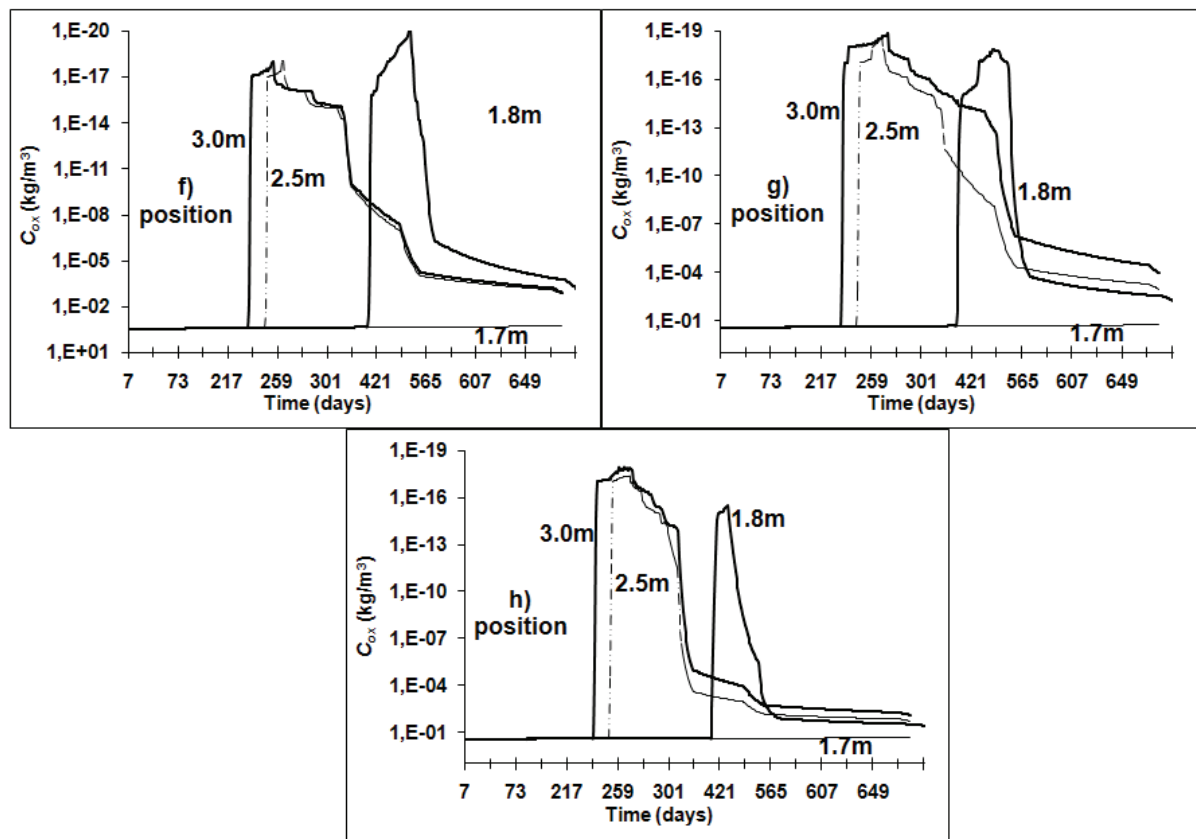 1,E-20
1,E-17
1,E-14
1,E-11
1,E-08
1,E-05
1,E-02
1,E+01
Cox (kg/m³)
3.0m
2.5m
1.8m
f)
position
1.7m
7 73 217 259 301 421 565 607 649
Time (days)
1,E-19
1,E-16
1,E-13
1,E-10
1,E-07
1,E-04
1,E-01
Cox (kg/m³)
3.0m
2.5m
1.8m
g)
position
1.7m
7 73 217 259 301 421 565 607 649
Time (days)
1,E-19
1,E-16
1,E-13
1,E-10
1,E-07
1,E-04
1,E-01
Cox (kg/m³)
3.0m
1.8m
2.5m
h)
position
1.7m
7 73 217 259 301 421 565 607 649
Time (days)